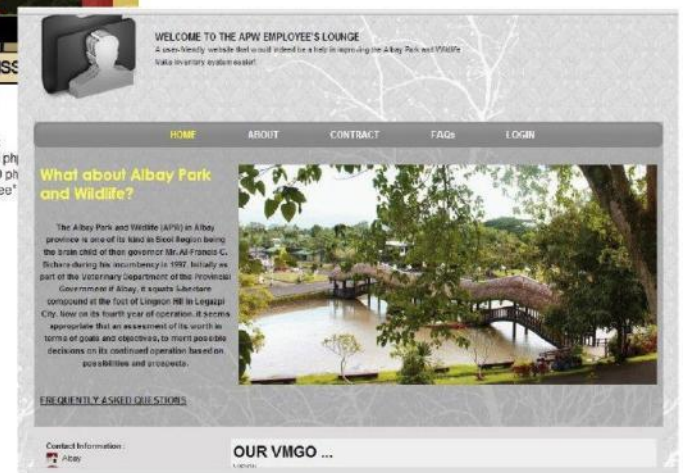 WELCOME TO THE APW EMPLOYEE'S LOUNGE
A user-friendly website that would indeed be a help in improving the Albay Park and Wildlife
Make inventory system easier!
HOME ABOUT CONTRACT FAQs LOGIN
What about Albay Park
and Wildlife?
The Albay Park and Wildlife (APW) in Albay
province is one of its kind in Bicol Region being
the brain child of then governor Mr. Al-Francis C.
Bichara during his incumbency in 1997. Initially as
part of the Veterinary Department of the Provincial
Government if Albay, it squats 5-hectare
compound at the foot of Lingnon Hill in Legazpi
City. Now on its fourth year of operation. It seems
appropriate that an assessment of its worth in
terms of goals and objectives, to merit possible
decisions on its continued operation based on
possibilities and prospects.
FREQUENTLY ASKED QUESTIONS
Contact Information :
Albay
OUR VMGO ...